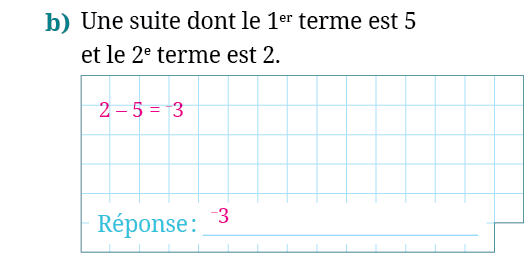 b) Une suite dont le 1er terme est 5
et le 2e terme est 2.
2 – 5 = ⁻3
Réponse : ⁻3